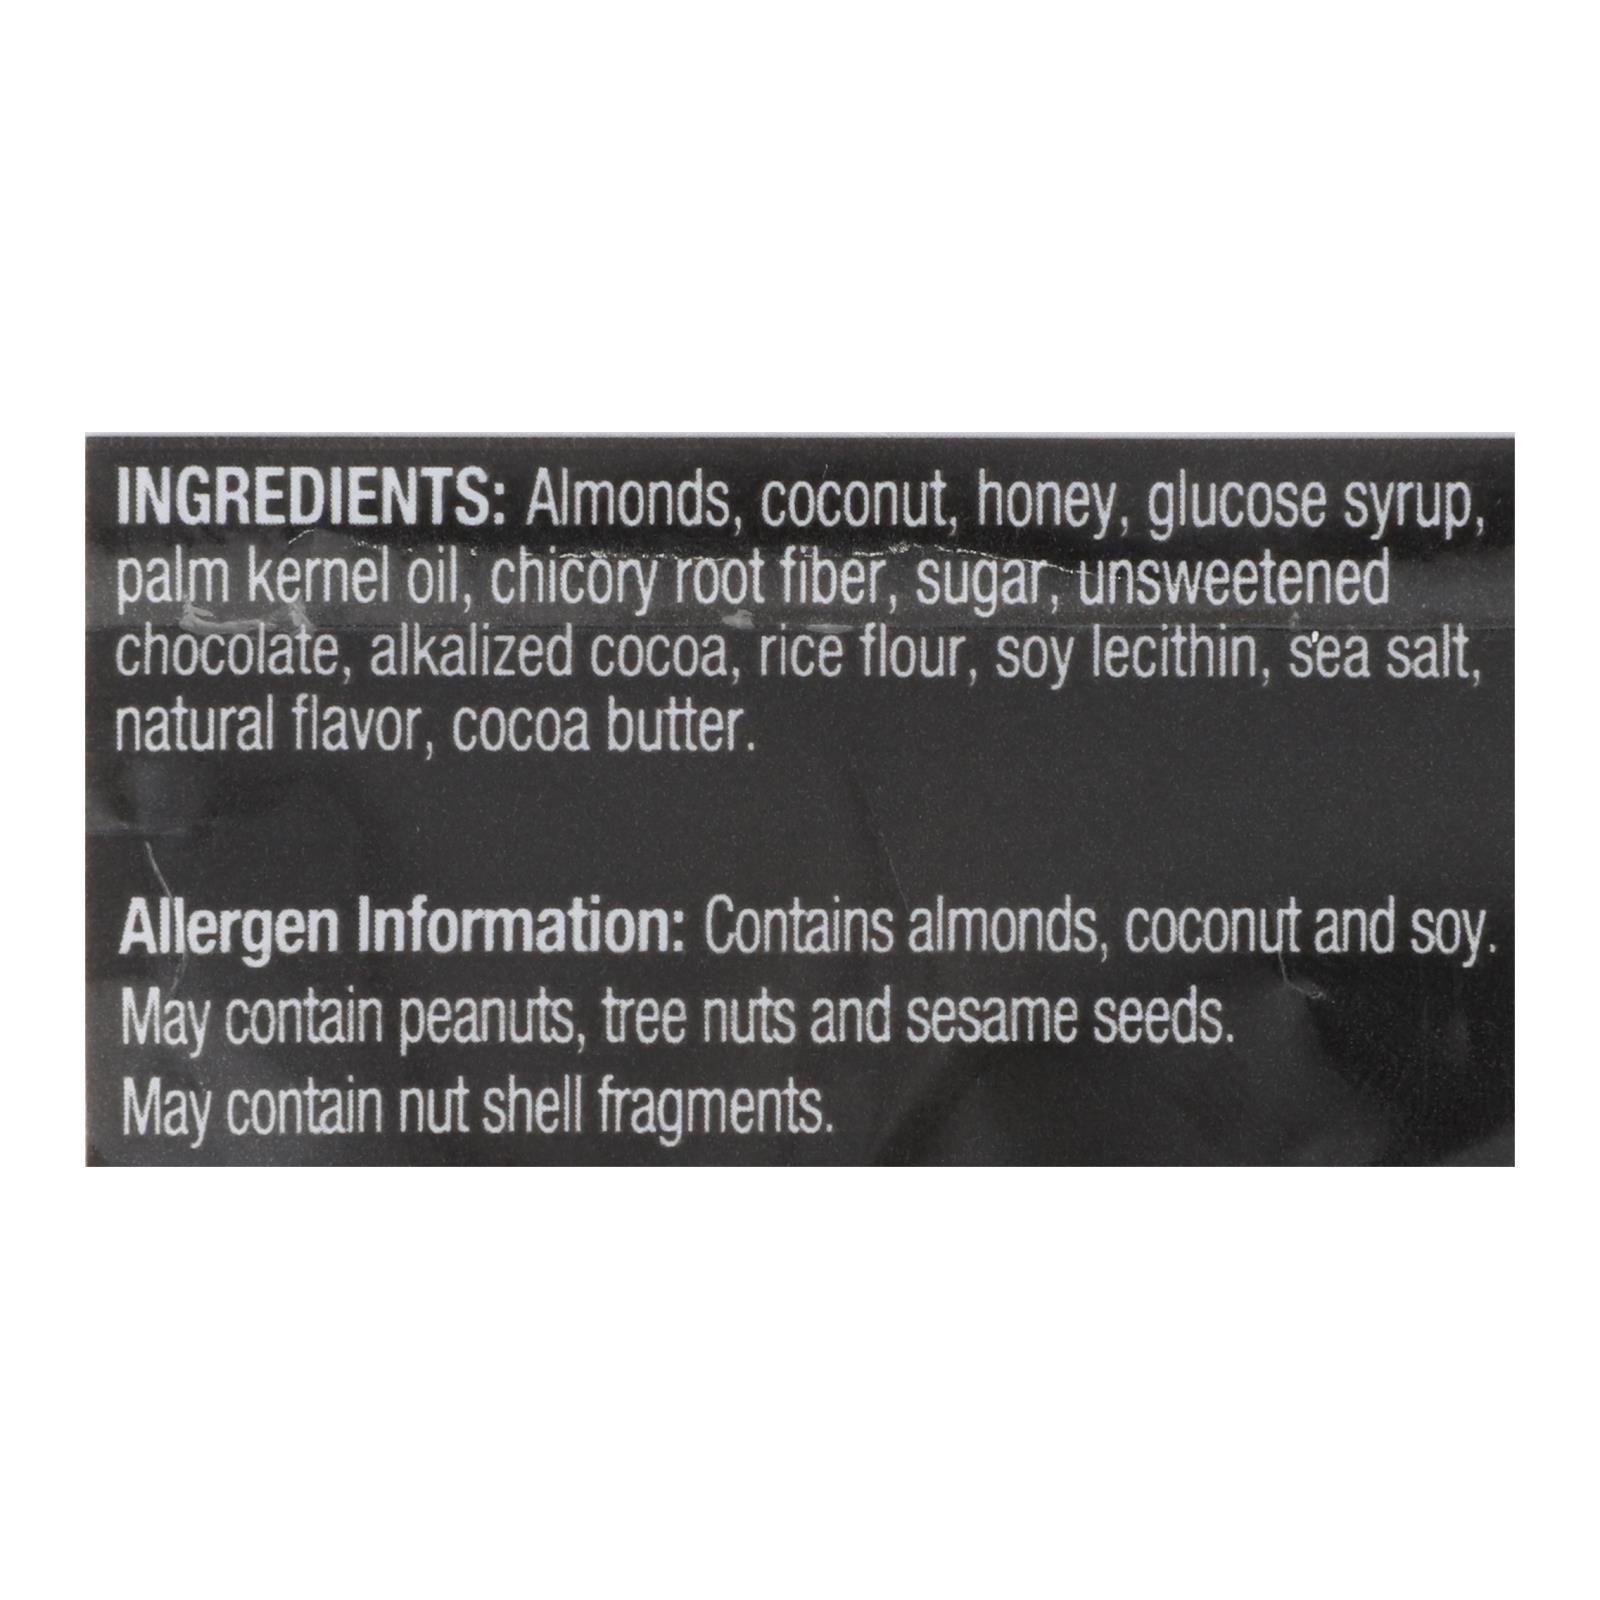 INGREDIENTS: Almonds, coconut, honey, glucose syrup,
palm kernel oil, chicory root fiber, sugar, unsweetened
chocolate, alkalized cocoa, rice flour, soy lecithin, sea salt,
natural flavor, cocoa butter.
Allergen Information: Contains almonds, coconut and soy.
May contain peanuts, tree nuts and sesame seeds.
May contain nut shell fragments.